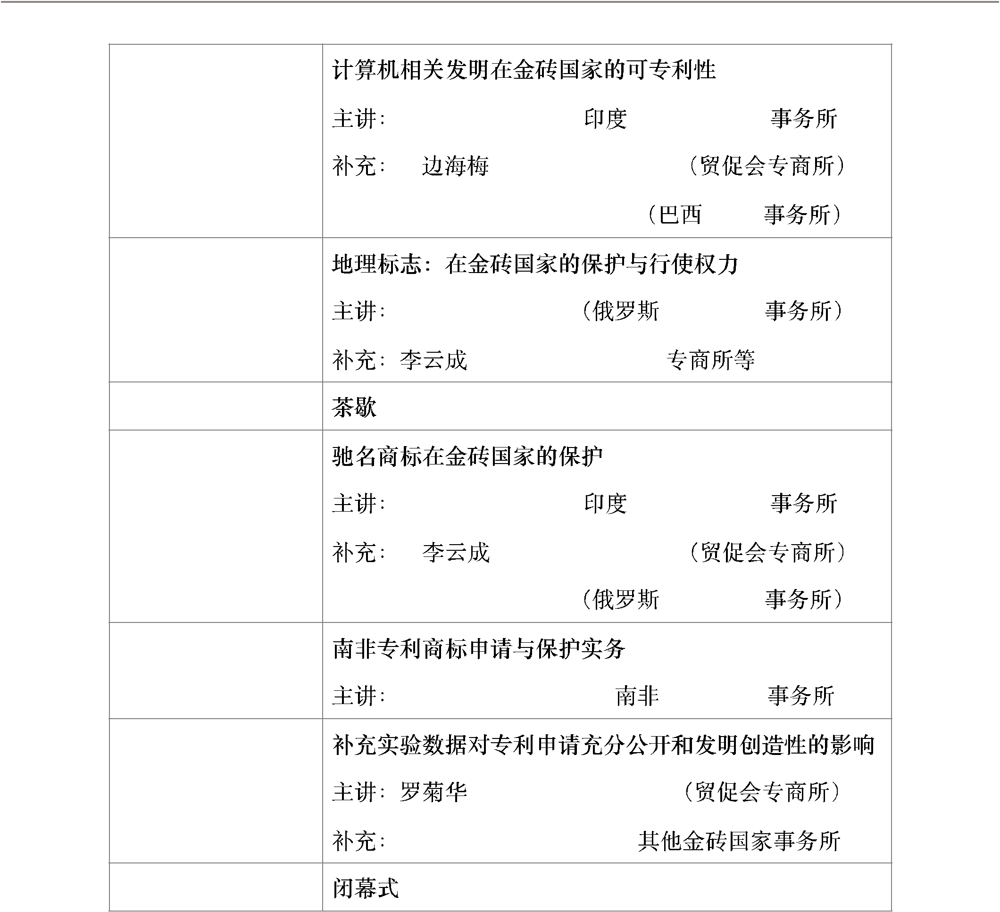 计算机相关发明在金砖国家的可专利性
主讲： 印度 事务所
补充： 边海梅 （贸促会专商所）
（巴西 事务所）
地理标志：在金砖国家的保护与行使权力
主讲： （俄罗斯 事务所）
补充：李云成 专商所等
茶歇
驰名商标在金砖国家的保护
主讲： 印度 事务所
补充： 李云成 （贸促会专商所）
（俄罗斯 事务所）
南非专利商标申请与保护实务
主讲： 南非 事务所
补充实验数据对专利申请充分公开和发明创造性的影响
主讲：罗菊华 （贸促会专商所）
补充： 其他金砖国家事务所
闭幕式